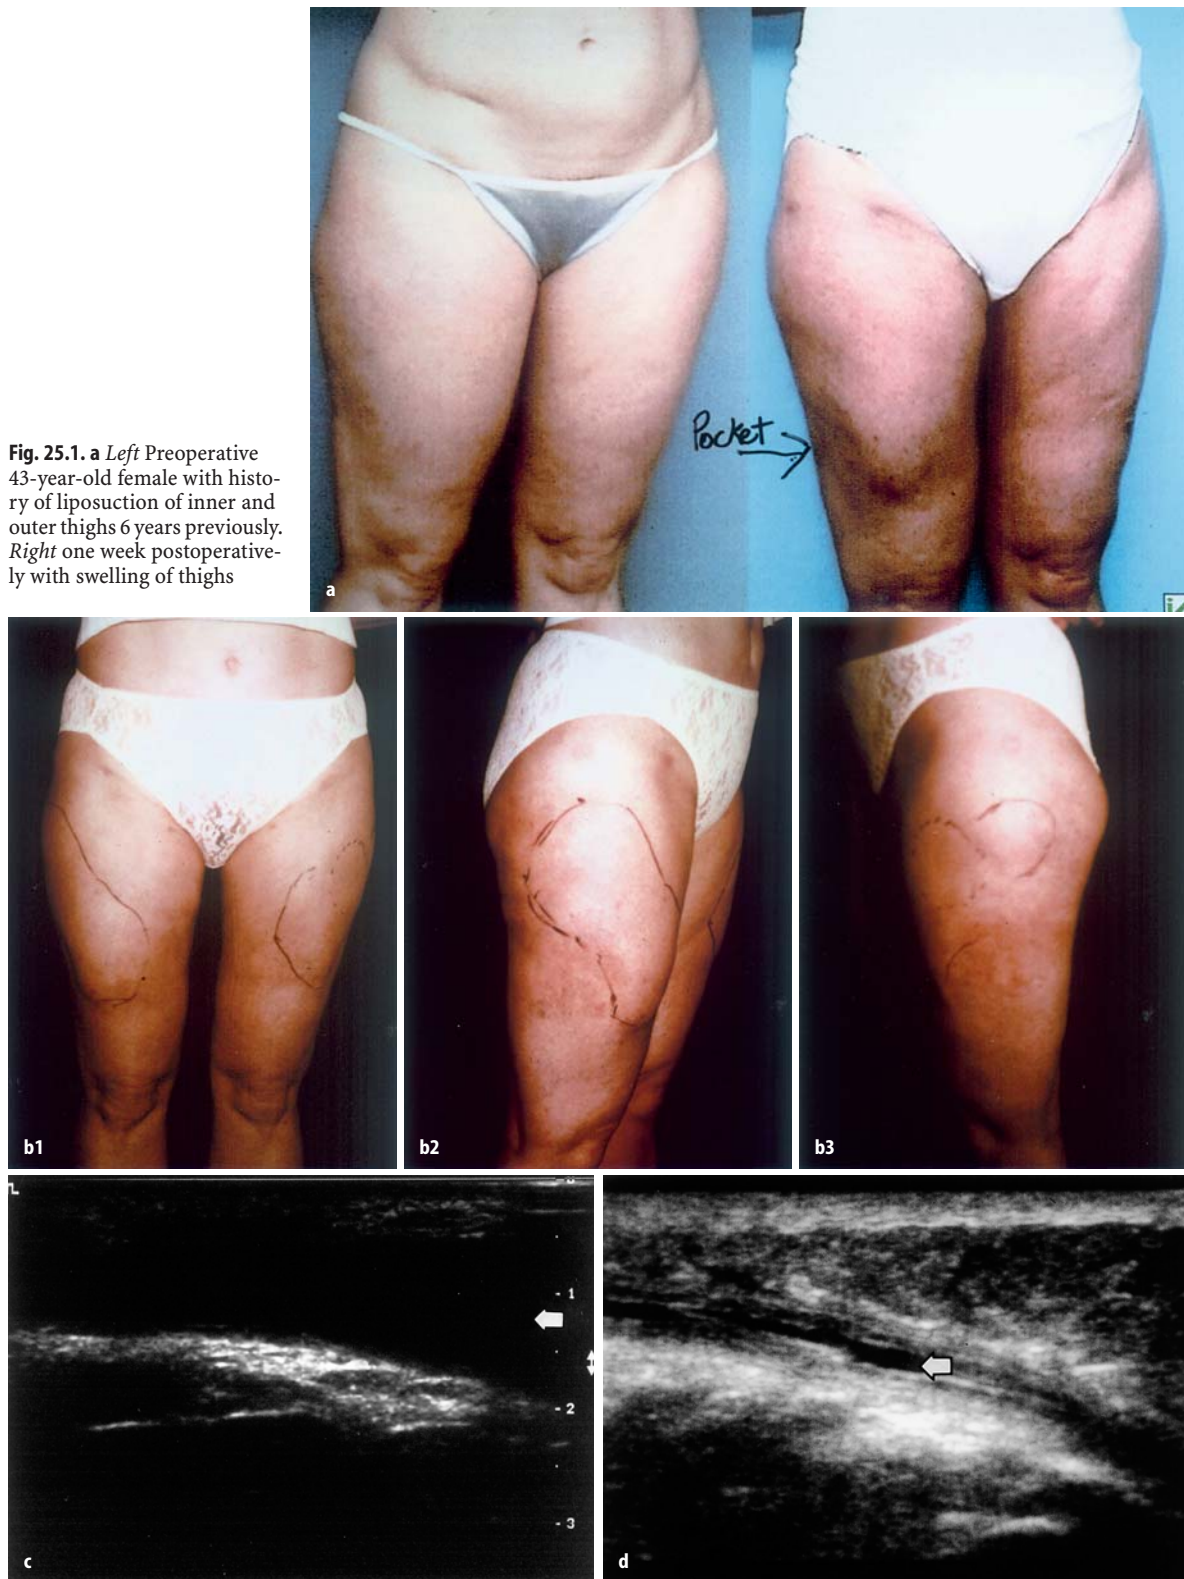 Fig. 25.1. a Left Preoperative
43-year-old female with histo-
ry of liposuction of inner and
outer thighs 6 years previously.
Right one week postoperative-
ly with swelling of thighs
Pocket
a
b1
b2
b3
1
2
3
c
d